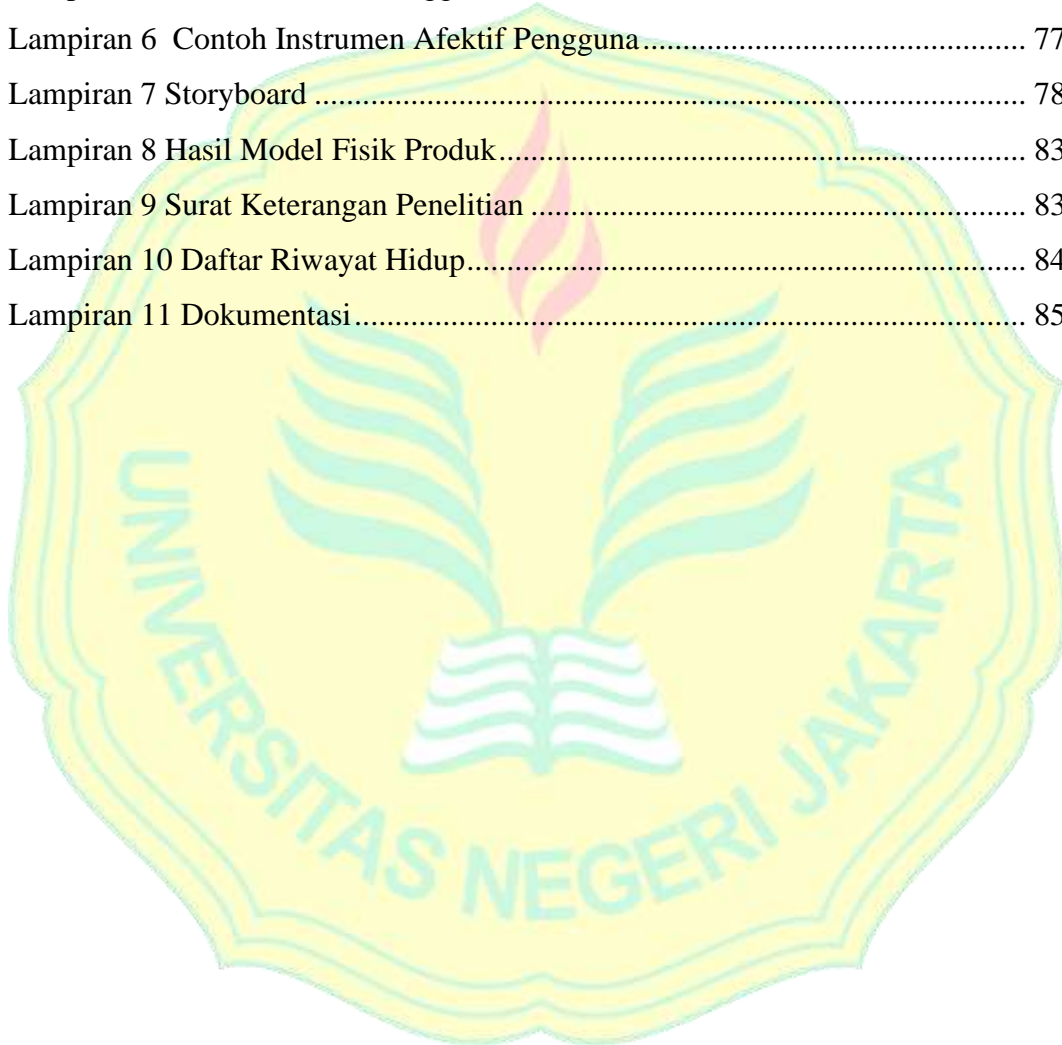 Lampiran 6  Contoh Instrumen Afektif Pengguna.................................................. 77
Lampiran 7 Storyboard ......................................................................................... 78
Lampiran 8 Hasil Model Fisik Produk.................................................................. 83
Lampiran 9 Surat Keterangan Penelitian .............................................................. 83
Lampiran 10 Daftar Riwayat Hidup...................................................................... 84
Lampiran 11 Dokumentasi.................................................................................... 85
UNIVERSITAS NEGERI JAKARTA